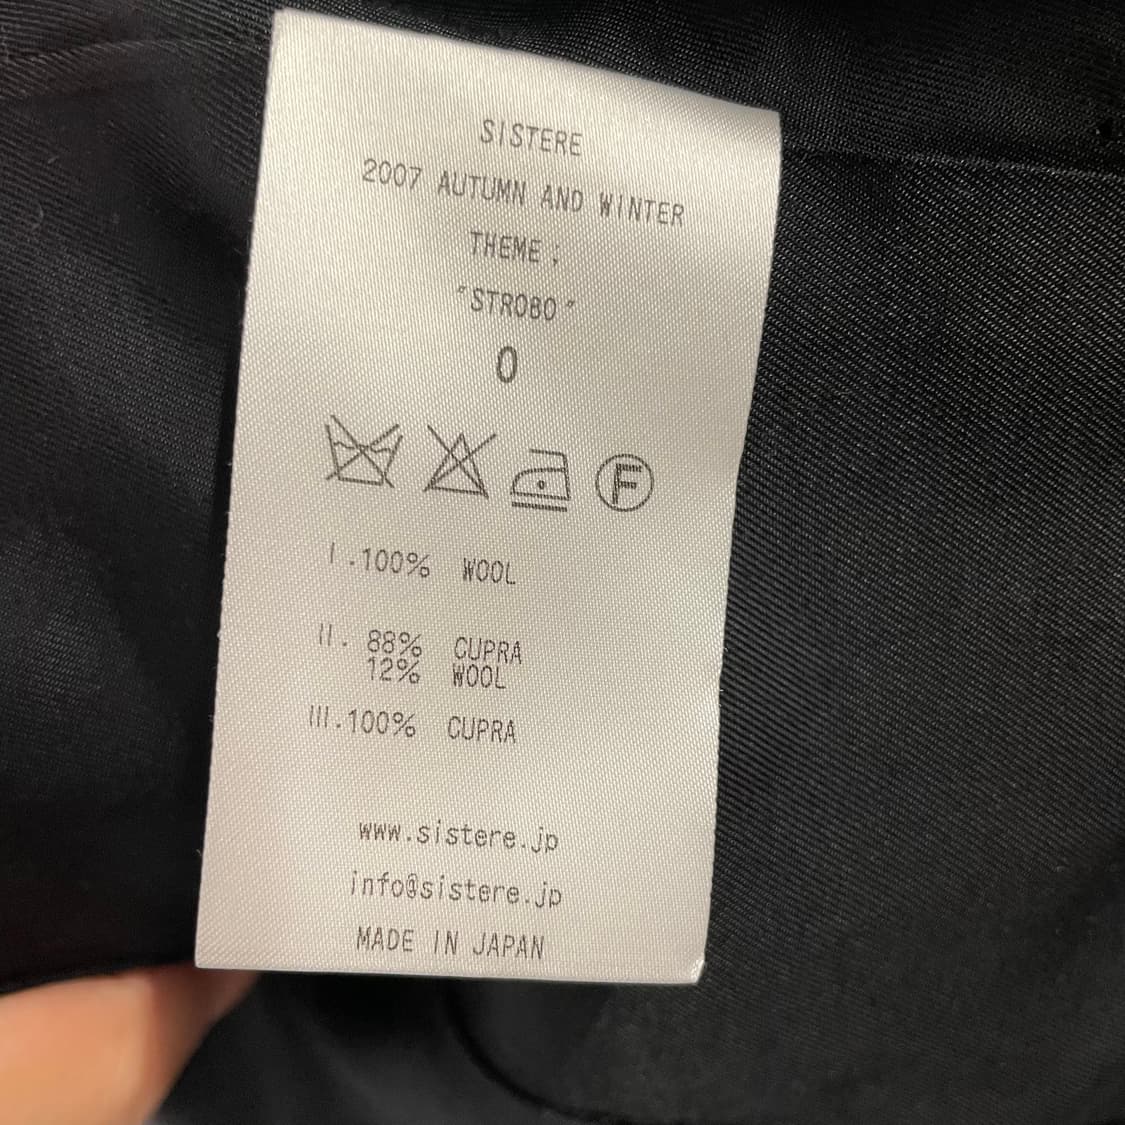 SISTERE
2007 AUTUMN AND WINTER
THEME ;
"STROBO"
0
F
I.100% WOOL
II. 88% CUPRA
12% WOOL
III.100% CUPRA
www.sistere.jp
info@sistere.jp
MADE IN JAPAN